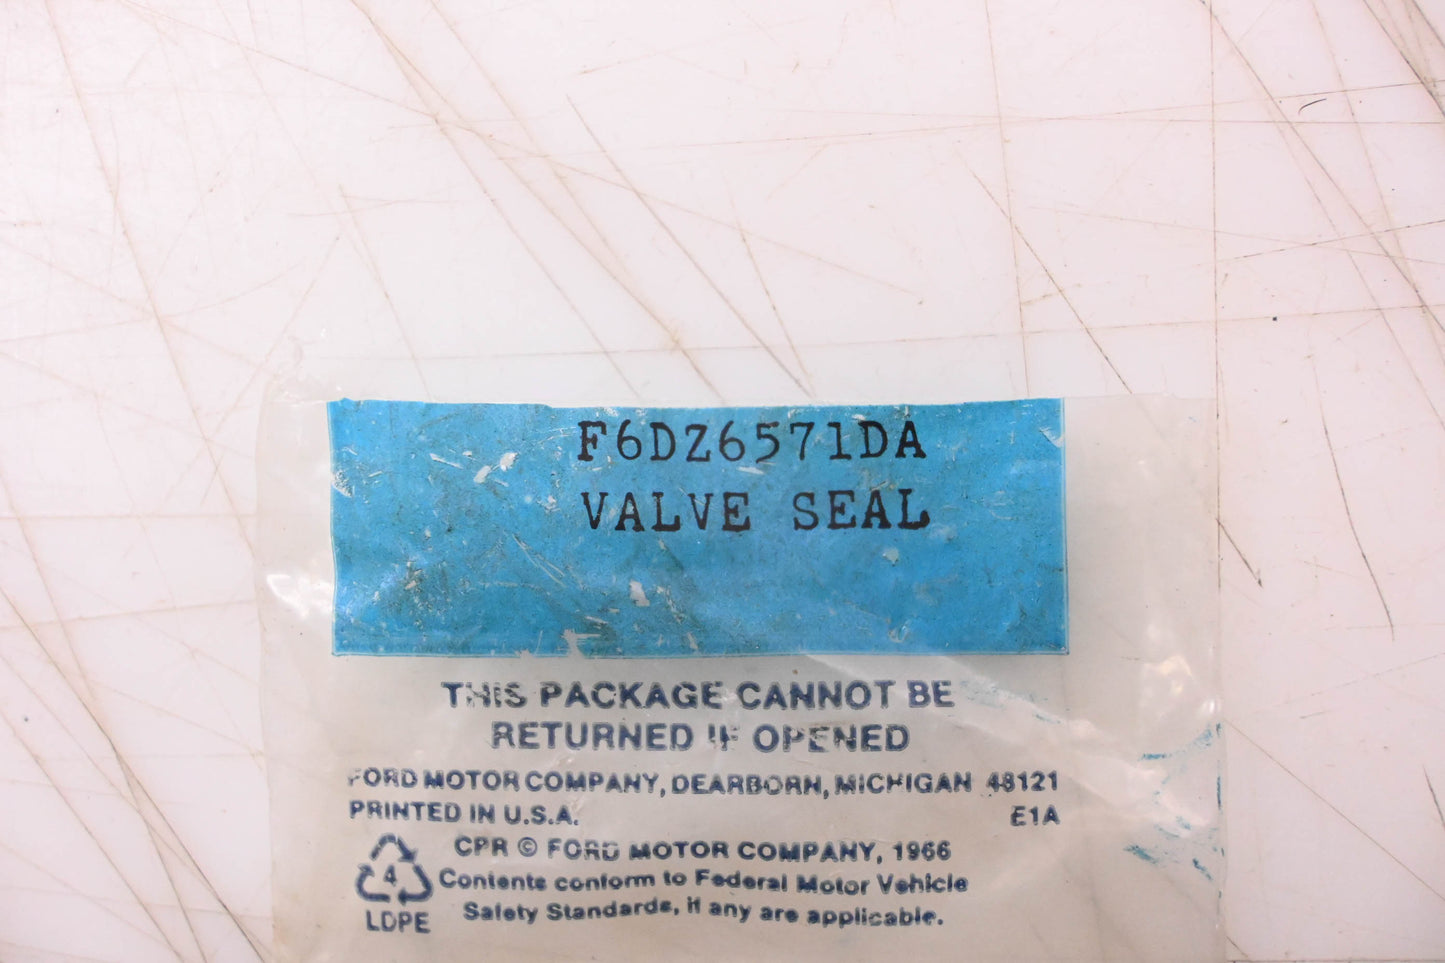 F6DZ6571DA
VALVE SEAL
THIS PACKAGE CANNOT BE
RETURNED IF OPENED
FORD MOTOR COMPANY, DEARBORN, MICHIGAN 48121
PRINTED IN U.S.A. E1A
CPR © FORD MOTOR COMPANY, 1966
Contents conform to Federal Motor Vehicle
Safety Standards, if any are applicable.
4
LDPE